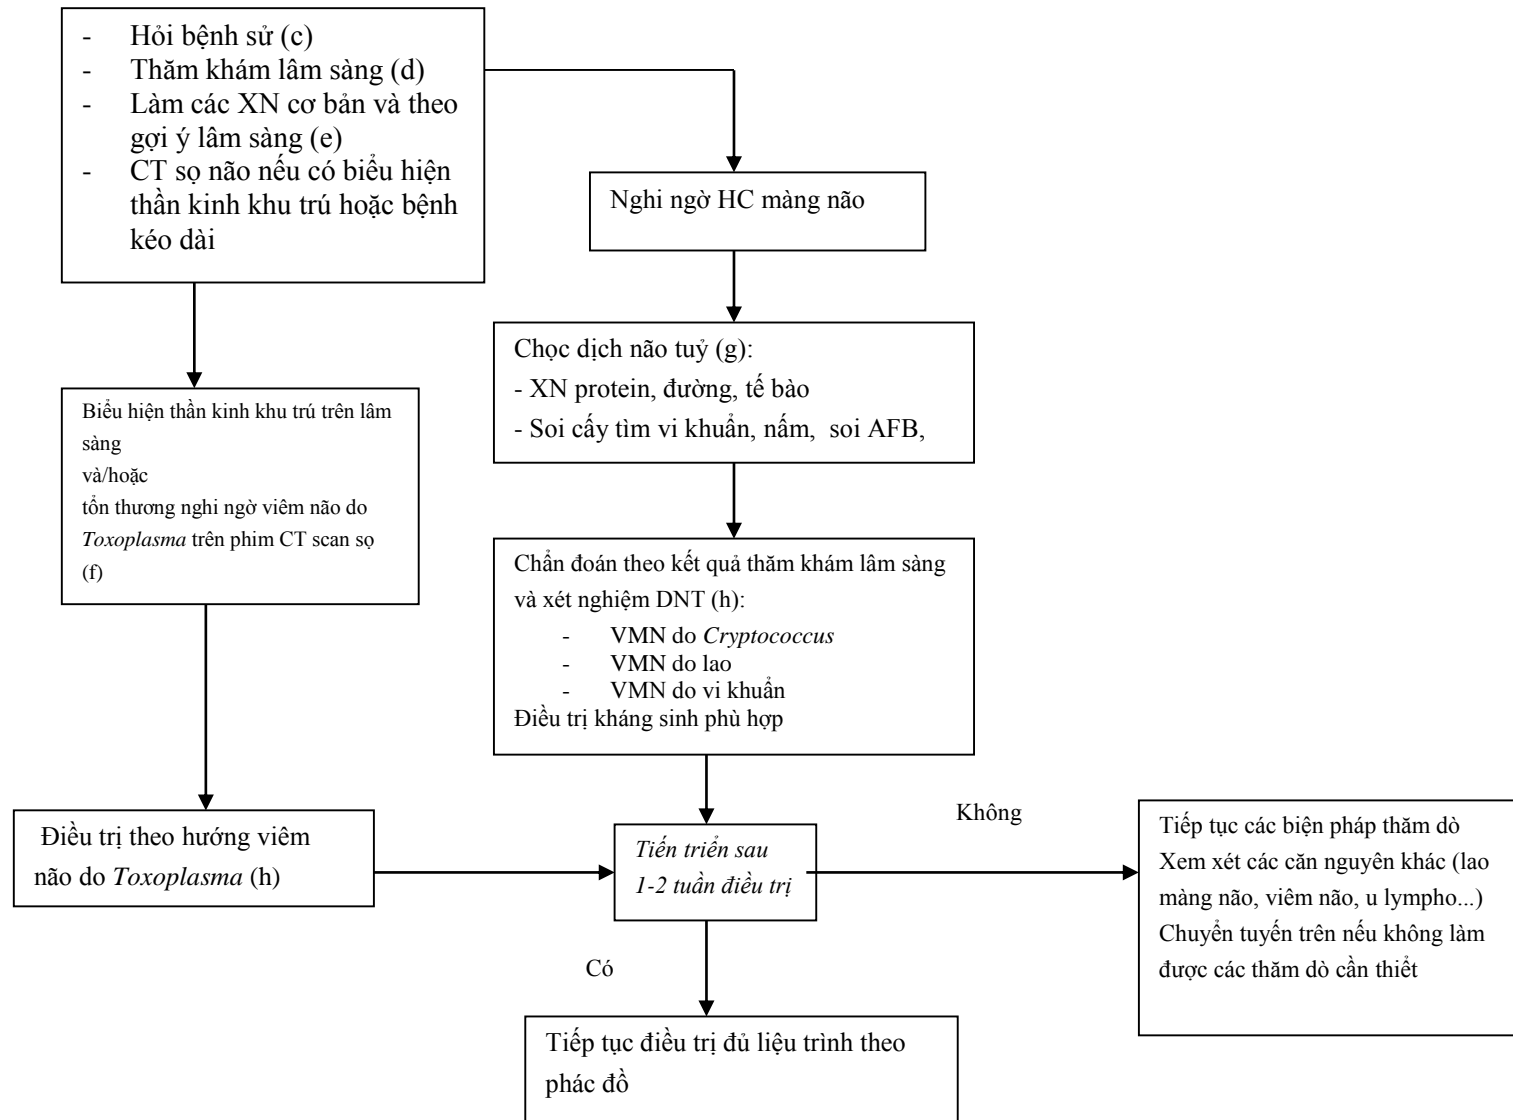 - Hỏi bệnh sử (c)
- Thăm khám lâm sàng (d)
- Làm các XN cơ bản và theo
gợi ý lâm sàng (e)
- CT sọ não nếu có biểu hiện
thần kinh khu trú hoặc bệnh
kéo dài
Nghi ngờ HC màng não
Chọc dịch não tuỷ (g):
- XN protein, đường, tế bào
- Soi cấy tìm vi khuẩn, nấm, soi AFB,
Biểu hiện thần kinh khu trú trên lâm
sàng
và/hoặc
tổn thương nghi ngờ viêm não do
Toxoplasma trên phim CT scan sọ
(f)
Chẩn đoán theo kết quả thăm khám lâm sàng
và xét nghiệm DNT (h):
- VMN do Cryptococcus
- VMN do lao
- VMN do vi khuẩn
Điều trị kháng sinh phù hợp
Điều trị theo hướng viêm
não do Toxoplasma (h)
Tiến triển sau
1-2 tuần điều trị
Không
Tiếp tục các biện pháp thăm dò
Xem xét các căn nguyên khác (lao
màng não, viêm não, u lympho...)
Chuyển tuyến trên nếu không làm
được các thăm dò cần thiết
Có
Tiếp tục điều trị đủ liệu trình theo
phác đồ